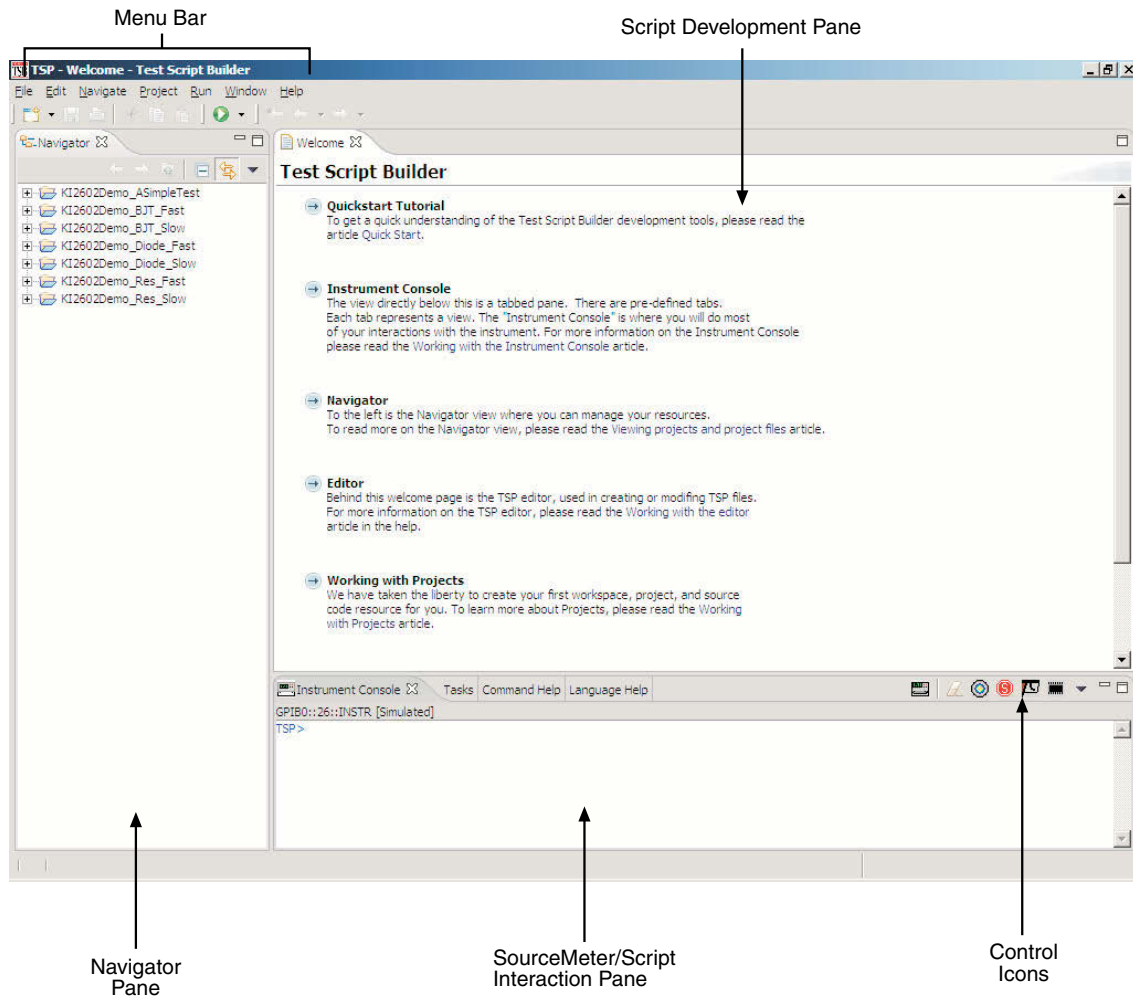 Menu Bar
Script Development Pane
TSP - Welcome - Test Script Builder
File Edit Navigate Project Run Window Help
Navigator
Welcome
Test Script Builder
KI2602Demo_ASimpleTest
KI2602Demo_BJT_Fast
KI2602Demo_BJT_Slow
KI2602Demo_Diode_Fast
KI2602Demo_Diode_Slow
KI2602Demo_Res_Fast
KI2602Demo_Res_Slow
Quickstart Tutorial
To get a quick understanding of the Test Script Builder development tools, please read the
article Quick Start.
Instrument Console
The view directly below this is a tabbed pane. There are pre-defined tabs.
Each tab represents a view. The "Instrument Console" is where you will do most
of your interactions with the instrument. For more information on the Instrument Console
please read the Working with the Instrument Console article.
Navigator
To the left is the Navigator view where you can manage your resources.
To read more on the Navigator view, please read the Viewing projects and project files article.
Editor
Behind this welcome page is the TSP editor, used in creating or modifing TSP files.
For more information on the TSP editor, please read the Working with the editor
article in the help.
Working with Projects
We have taken the liberty to create your first workspace, project, and source
code resource for you. To learn more about Projects, please read the Working
with Projects article.
Instrument Console Tasks Command Help Language Help
GPIB0::26::INSTR [Simulated]
TSP>
Navigator
Pane
SourceMeter/Script
Interaction Pane
Control
Icons